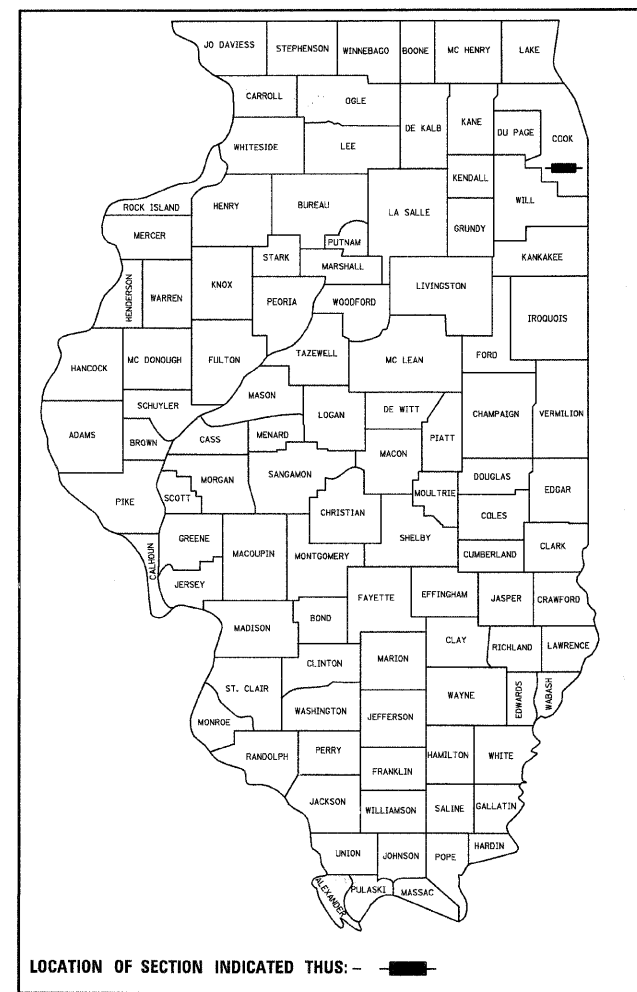 JO DAVIESS STEPHENSON WINNEBAGO BOONE MC HENRY LAKE
CARROLL OGLE DE KALB KANE DU PAGE COOK
WHITESIDE LEE
KENDALL WILL
ROCK ISLAND HENRY BUREAU LA SALLE GRUNDY
MERCER PUTNAM
STARK MARSHALL KANKAKEE
HENDERSON WARREN KNOX PEORIA WOODFORD LIVINGSTON IROQUOIS
HANCOCK MC DONOUGH FULTON TAZEWELL MC LEAN FORD
MASON
SCHUYLER LOGAN DE WITT CHAMPAIGN VERMILION
ADAMS BROWN CASS MENARD MACON PIATT
MORGAN SANGAMON DOUGLAS EDGAR
PIKE SCOTT CHRISTIAN MOULTRIE COLES
GREENE MACOUPIN MONTGOMERY SHELBY CUMBERLAND CLARK
CALHOUN JERSEY
FAYETTE EFFINGHAM JASPER CRAWFORD
MADISON BOND CLAY RICHLAND LAWRENCE
CLINTON MARION
ST. CLAIR WAYNE EDWARDS WABASH
MONROE WASHINGTON JEFFERSON
RANDOLPH PERRY HAMILTON WHITE
FRANKLIN
JACKSON WILLIAMSON SALINE GALLATIN
UNION JOHNSON POPE HARDIN
ALEXANDER PULASKI MASSAC
LOCATION OF SECTION INDICATED THUS: -